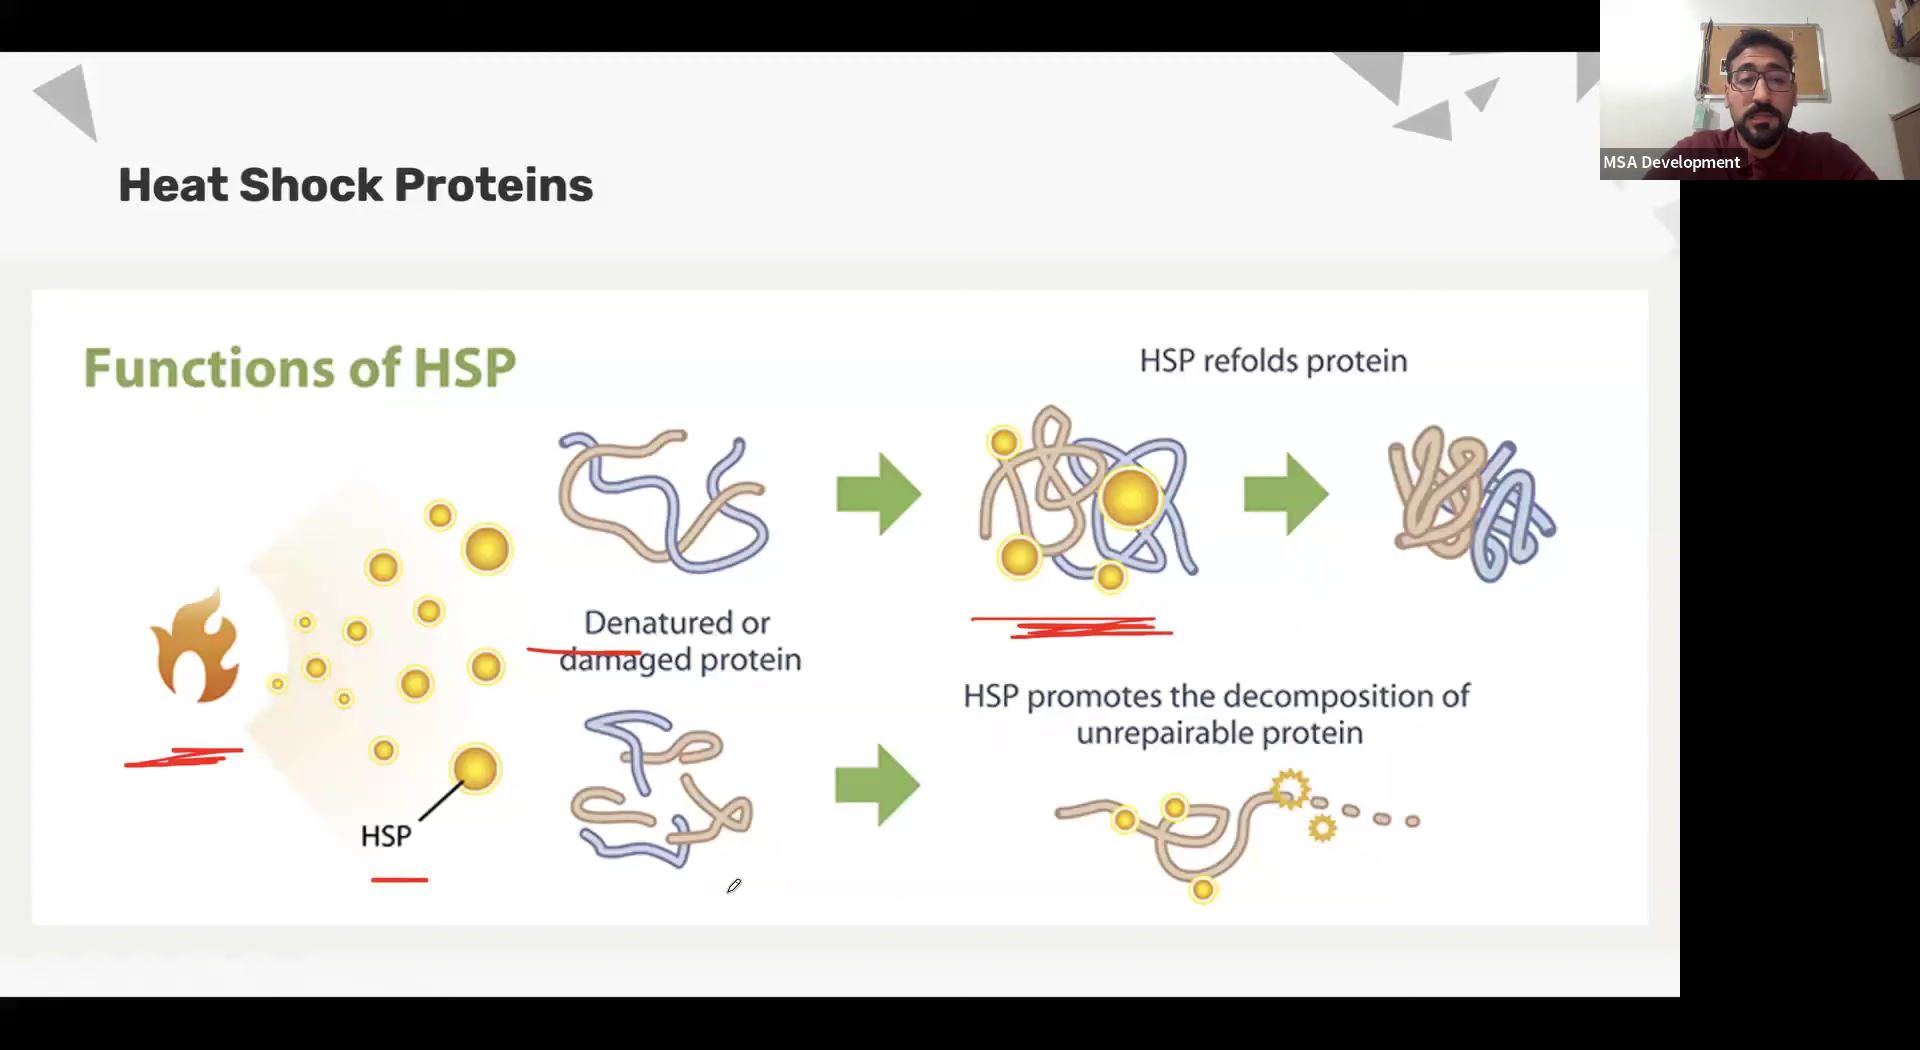 MSA Development
Heat Shock Proteins
Functions of HSP
HSP refolds protein
Denatured or
damaged protein
HSP promotes the decomposition of
unrepairable protein
HSP